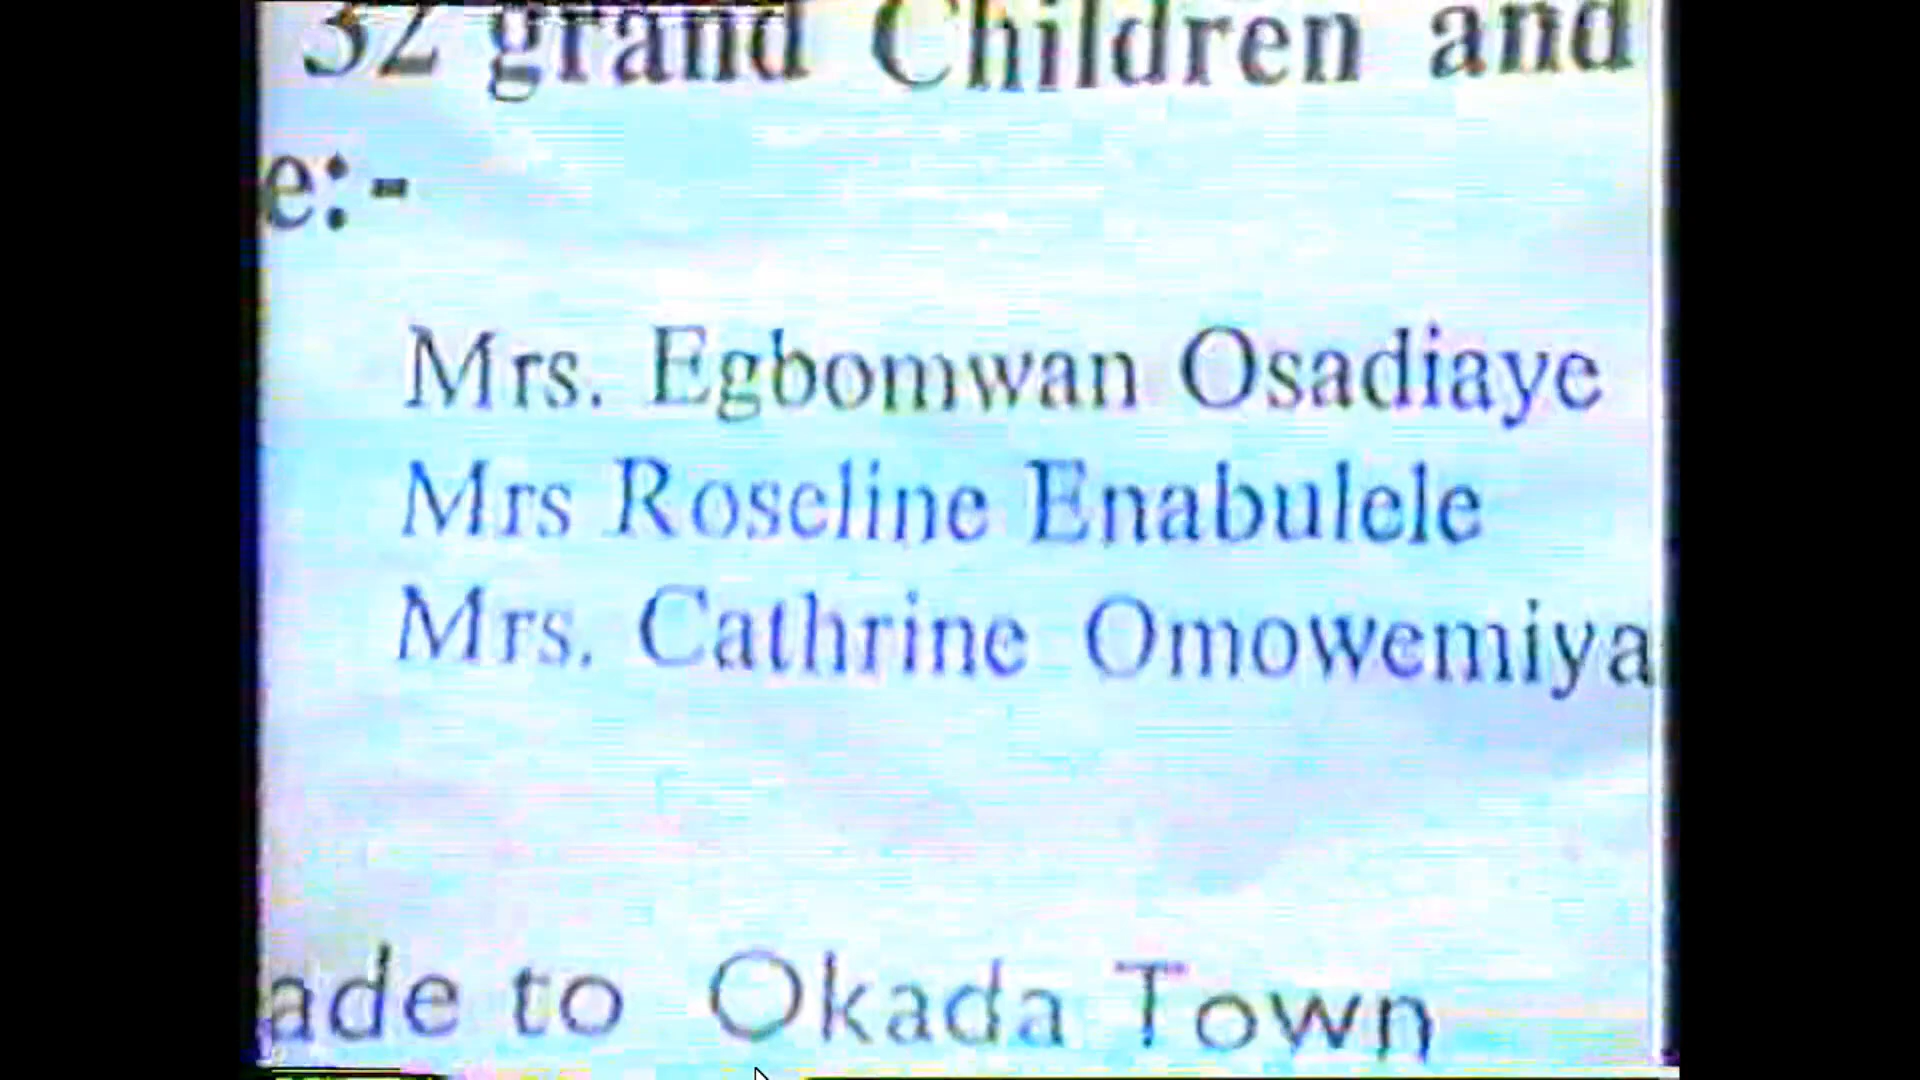 32 grand Children and
e:-
Mrs. Egbomwan Osadiaye
Mrs Roseline Enabulele
Mrs. Cathrine Omowemiya
ade to Okada Town